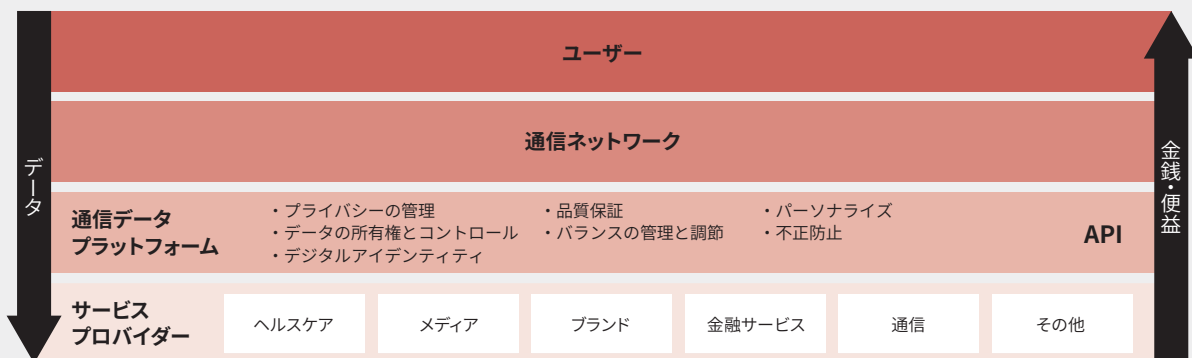 ユーザー
通信ネットワーク
データ
金銭・便益
通信データ
プラットフォーム
・プライバシーの管理
・データの所有権とコントロール
・デジタルアイデンティティ
・品質保証
・バランスの管理と調節
・パーソナライズ
・不正防止
API
サービス
プロバイダー
ヘルスケア
メディア
ブランド
金融サービス
通信
その他